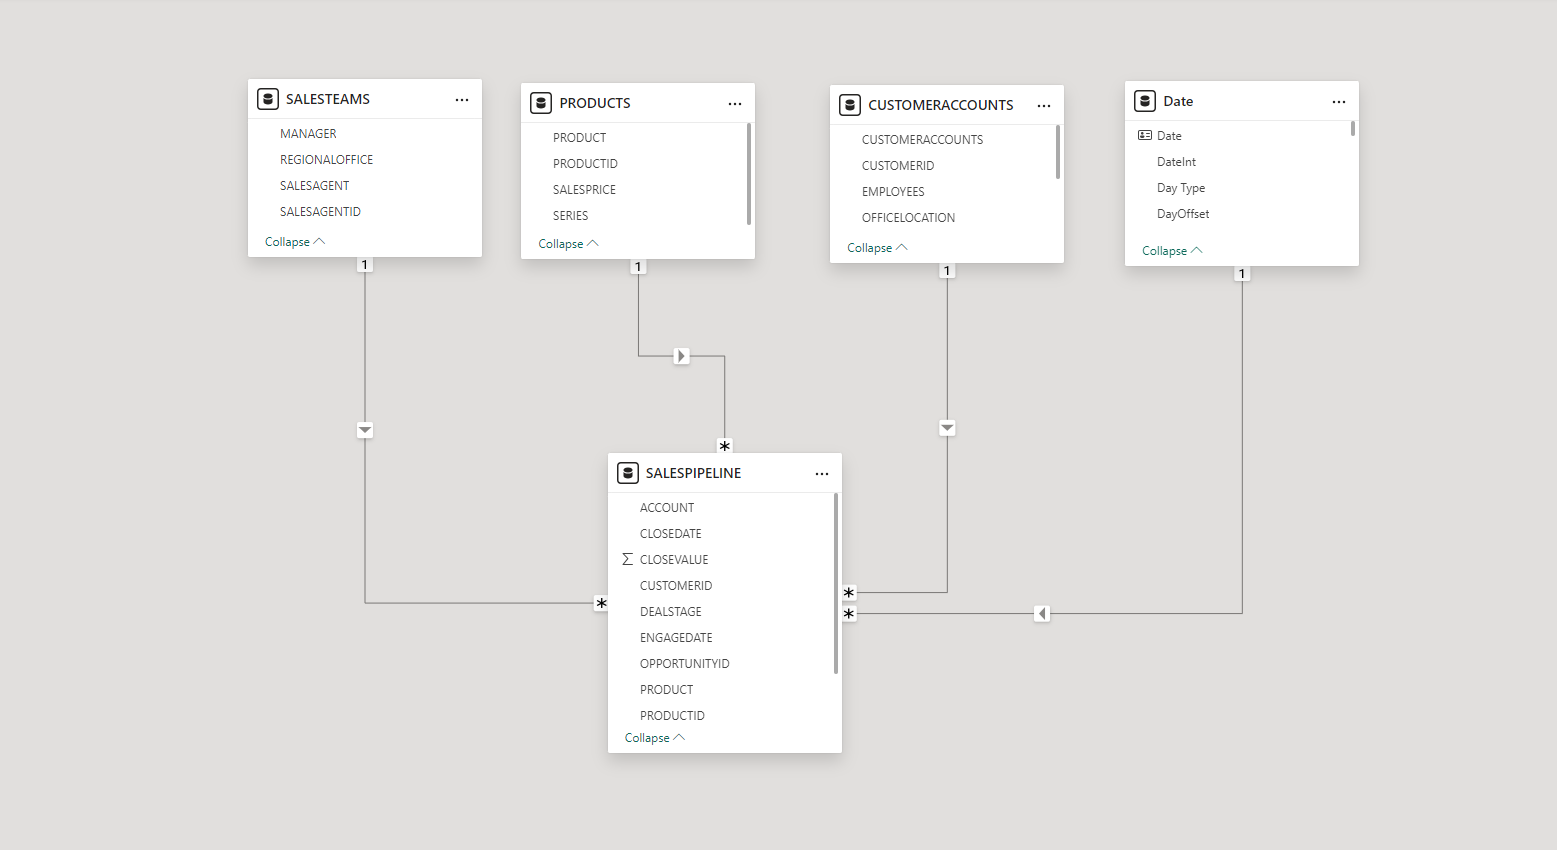 SALESTEAMS
MANAGER
REGIONALOFFICE
SALESAGENT
SALESAGENTID
Collapse
PRODUCTS
PRODUCT
PRODUCTID
SALESPRICE
SERIES
Collapse
CUSTOMERACCOUNTS
CUSTOMERACCOUNTS
CUSTOMERID
EMPLOYEES
OFFICELOCATION
Collapse
Date
Date
DateInt
Day Type
DayOffset
Collapse
1
1
1
1
*
SALESPIPELINE
ACCOUNT
CLOSEDATE
Σ CLOSEVALUE
CUSTOMERID
DEALSTAGE
ENGAGEDATE
OPPORTUNITYID
PRODUCT
PRODUCTID
Collapse
*
*
*